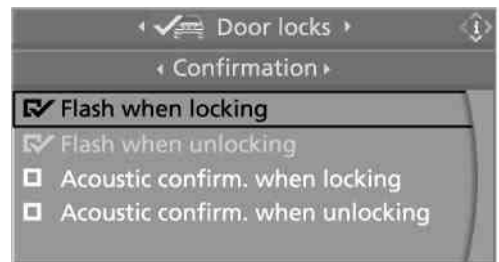 Door locks
Confirmation
Flash when locking
Flash when unlocking
Acoustic confirm. when locking
Acoustic confirm. when unlocking